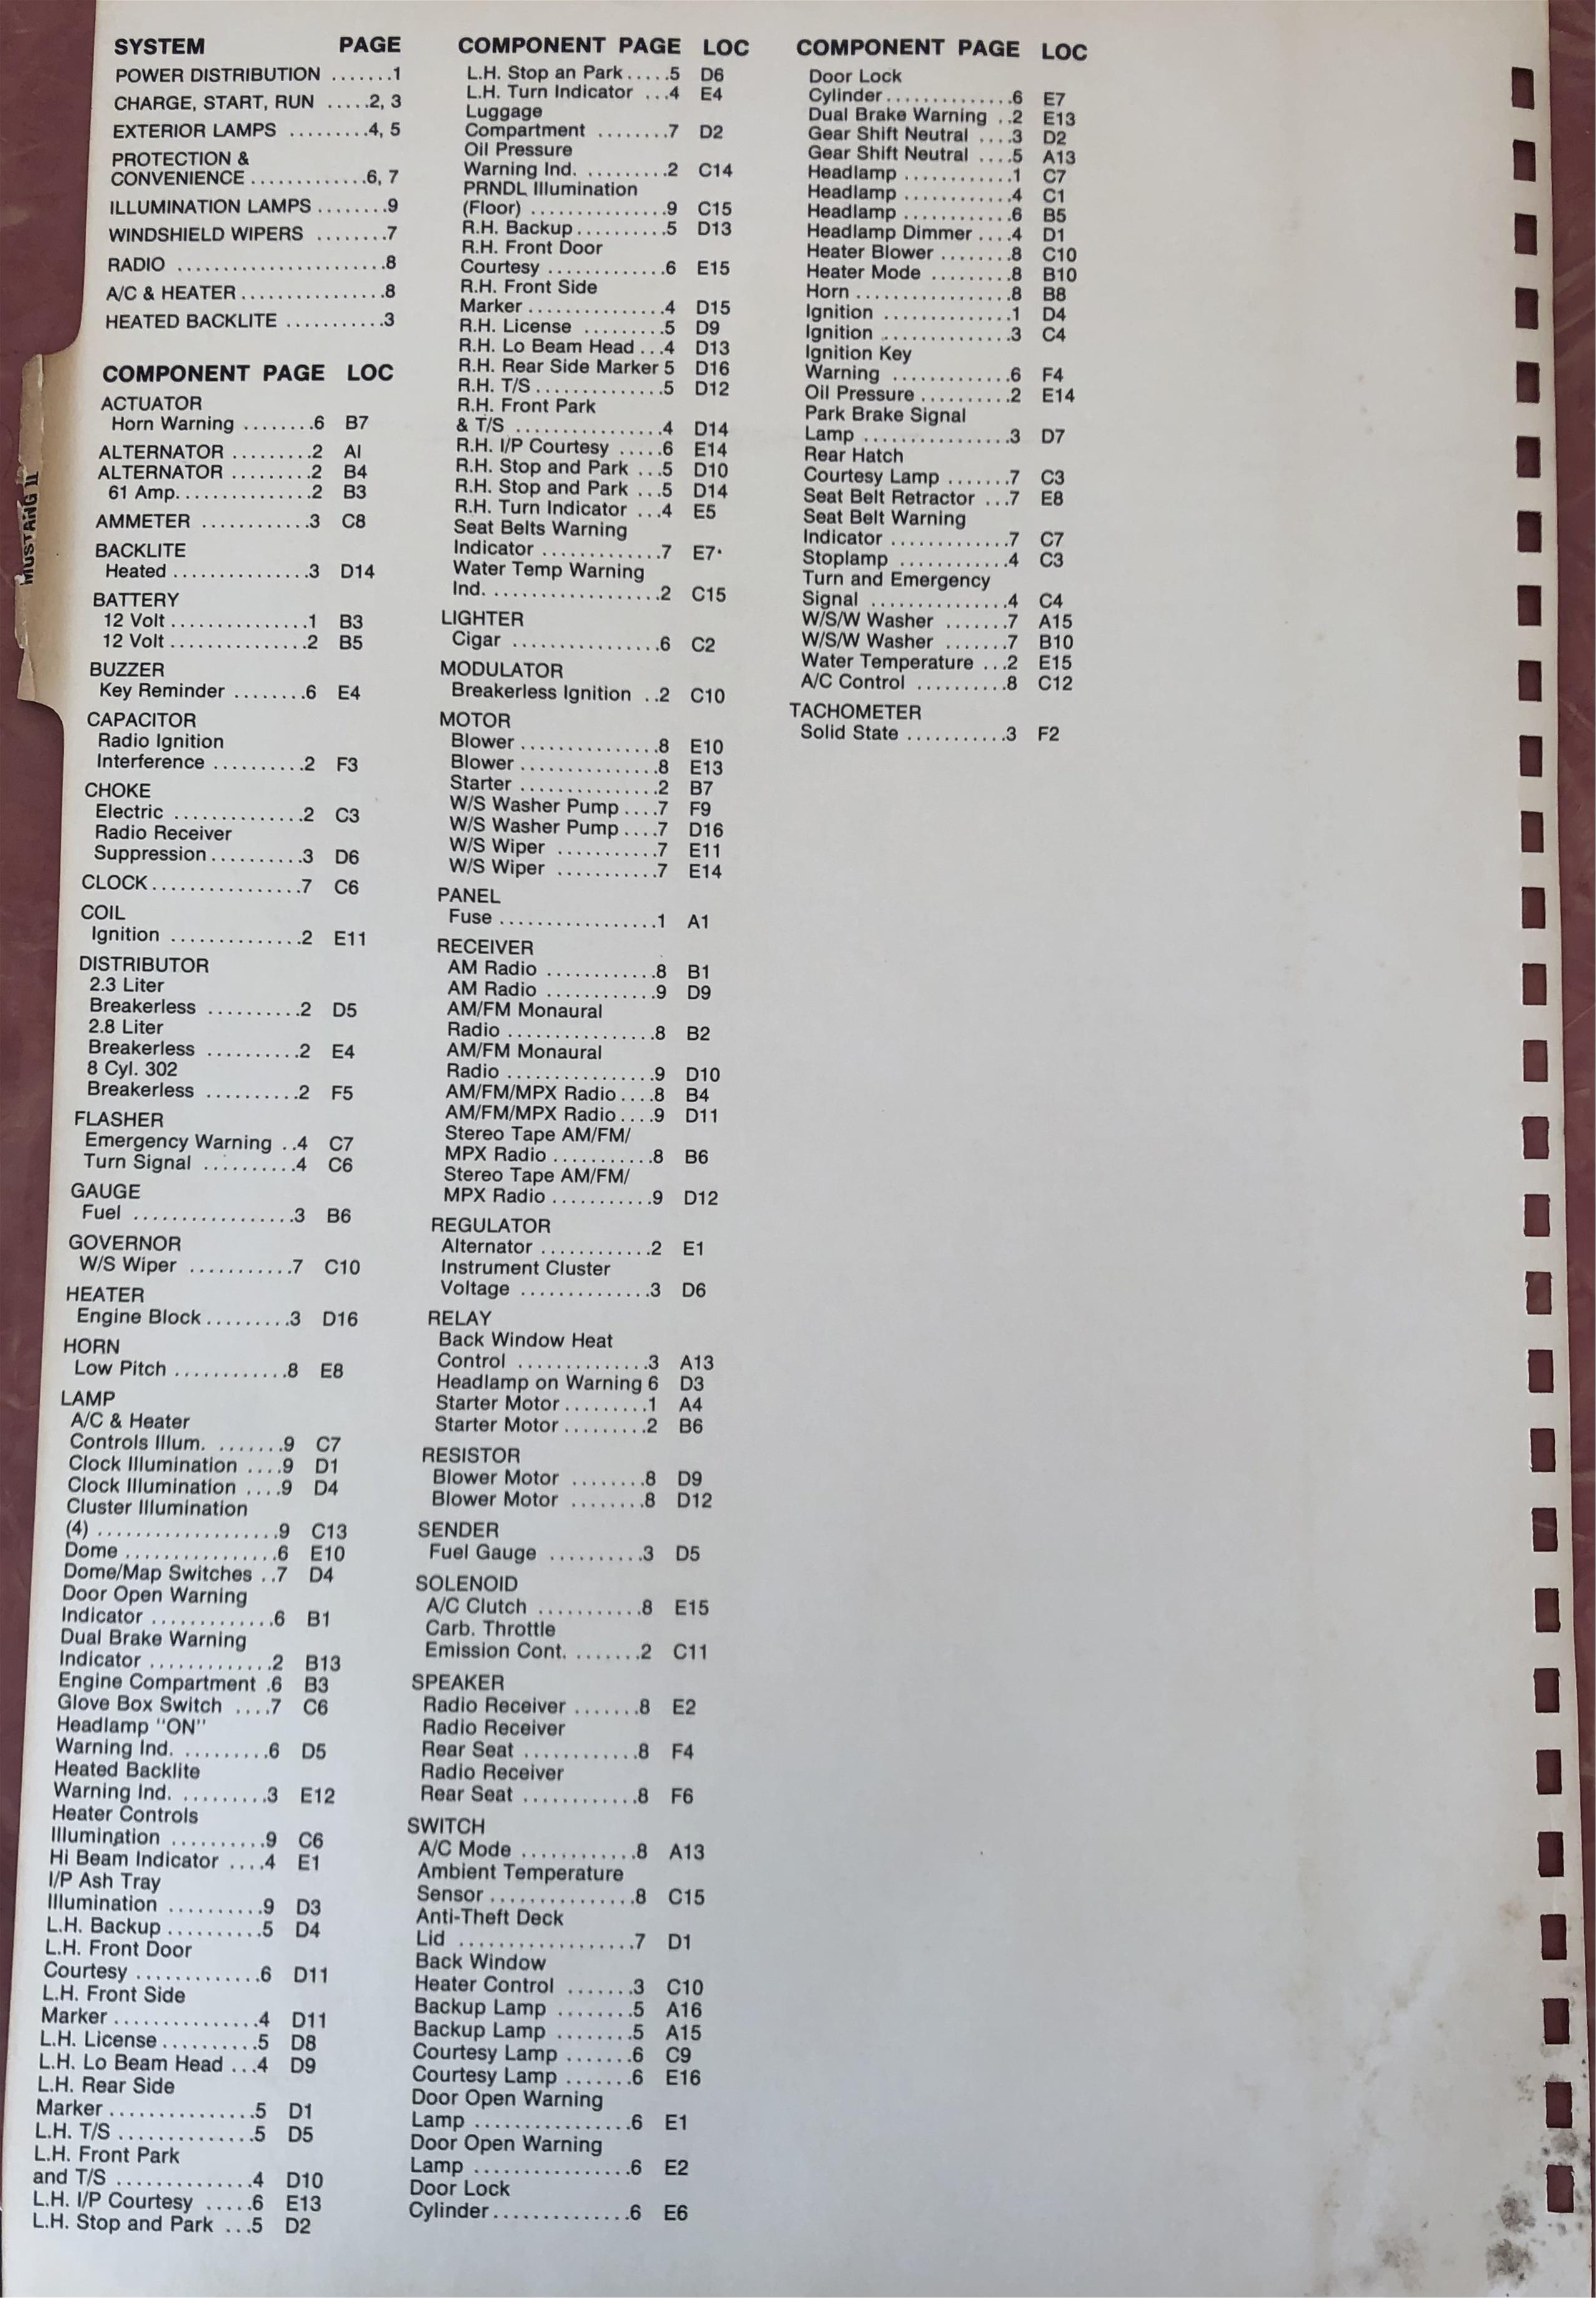 SYSTEM PAGE
POWER DISTRIBUTION .......1
CHARGE, START, RUN .....2, 3
EXTERIOR LAMPS .........4, 5
PROTECTION &
CONVENIENCE.............6, 7
ILLUMINATION LAMPS........9
WINDSHIELD WIPERS ........7
RADIO .......................8
A/C & HEATER................8
HEATED BACKLITE ...........3
COMPONENT PAGE LOC
ACTUATOR
Horn Warning ........6 B7
ALTERNATOR .........2 AI
ALTERNATOR .........2 B4
61 Amp...............2 B3
AMMETER ............3 C8
BACKLITE
Heated...............3 D14
BATTERY
12 Volt...............1 B3
12 Volt...............2 B5
BUZZER
Key Reminder ........6 E4
CAPACITOR
Radio Ignition
Interference ..........2 F3
CHOKE
Electric ..............2 C3
Radio Receiver
Suppression..........3 D6
CLOCK................7 C6
COIL
Ignition ..............2 E11
DISTRIBUTOR
2.3 Liter
Breakerless ..........2 D5
2.8 Liter
Breakerless ..........2 E4
8 Cyl. 302
Breakerless ..........2 F5
FLASHER
Emergency Warning ..4 C7
Turn Signal ..........4 C6
GAUGE
Fuel .................3 B6
GOVERNOR
W/S Wiper ...........7 C10
HEATER
Engine Block.........3 D16
HORN
Low Pitch ............8 E8
LAMP
A/C & Heater
Controls Illum. .......9 C7
Clock Illumination ....9 D1
Clock Illumination ....9 D4
Cluster Illumination
(4) ...................9 C13
Dome................6 E10
Dome/Map Switches ..7 D4
Door Open Warning
Indicator .............6 B1
Dual Brake Warning
Indicator .............2 B13
Engine Compartment .6 B3
Glove Box Switch ....7 C6
Headlamp "ON"
Warning Ind. .........6 D5
Heated Backlite
Warning Ind. .........3 E12
Heater Controls
Illumination ..........9 C6
Hi Beam Indicator ....4 E1
I/P Ash Tray
Illumination ..........9 D3
L.H. Backup..........5 D4
L.H. Front Door
Courtesy.............6 D11
L.H. Front Side
Marker...............4 D11
L.H. License..........5 D8
L.H. Lo Beam Head ...4 D9
L.H. Rear Side
Marker...............5 D1
L.H. T/S ..............5 D5
L.H. Front Park
and T/S ..............4 D10
L.H. I/P Courtesy .....6 E13
L.H. Stop and Park ...5 D2
COMPONENT PAGE LOC
L.H. Stop an Park.....5 D6
L.H. Turn Indicator ...4 E4
Luggage
Compartment ........7 D2
Oil Pressure
Warning Ind. .........2 C14
PRNDL Illumination
(Floor) ...............9 C15
R.H. Backup..........5 D13
R.H. Front Door
Courtesy .............6 E15
R.H. Front Side
Marker...............4 D15
R.H. License .........5 D9
R.H. Lo Beam Head ...4 D13
R.H. Rear Side Marker 5 D16
R.H. T/S..............5 D12
R.H. Front Park
& T/S ................4 D14
R.H. I/P Courtesy .....6 E14
R.H. Stop and Park ...5 D10
R.H. Stop and Park ...5 D14
R.H. Turn Indicator ...4 E5
Seat Belts Warning
Indicator .............7 E7
Water Temp Warning
Ind. ...................2 C15
LIGHTER
Cigar ................6 C2
MODULATOR
Breakerless Ignition ..2 C10
MOTOR
Blower...............8 E10
Blower...............8 E13
Starter ...............2 B7
W/S Washer Pump ....7 F9
W/S Washer Pump ....7 D16
W/S Wiper ...........7 E11
W/S Wiper ...........7 E14
PANEL
Fuse .................1 A1
RECEIVER
AM Radio ............8 B1
AM Radio ............9 D9
AM/FM Monaural
Radio ................8 B2
AM/FM Monaural
Radio ................9 D10
AM/FM/MPX Radio....8 B4
AM/FM/MPX Radio....9 D11
Stereo Tape AM/FM/
MPX Radio ...........8 B6
Stereo Tape AM/FM/
MPX Radio ...........9 D12
REGULATOR
Alternator ............2 E1
Instrument Cluster
Voltage ..............3 D6
RELAY
Back Window Heat
Control ..............3 A13
Headlamp on Warning 6 D3
Starter Motor.........1 A4
Starter Motor.........2 B6
RESISTOR
Blower Motor ........8 D9
Blower Motor ........8 D12
SENDER
Fuel Gauge ..........3 D5
SOLENOID
A/C Clutch ...........8 E15
Carb. Throttle
Emission Cont. .......2 C11
SPEAKER
Radio Receiver .......8 E2
Radio Receiver
Rear Seat ............8 F4
Radio Receiver
Rear Seat ............8 F6
SWITCH
A/C Mode ............8 A13
Ambient Temperature
Sensor...............8 C15
Anti-Theft Deck
Lid ...................7 D1
Back Window
Heater Control .......3 C10
Backup Lamp ........5 A16
Backup Lamp ........5 A15
Courtesy Lamp .......6 C9
Courtesy Lamp .......6 E16
Door Open Warning
Lamp ................6 E1
Door Open Warning
Lamp ................6 E2
Door Lock
Cylinder..............6 E6
COMPONENT PAGE LOC
Door Lock
Cylinder..............6 E7
Dual Brake Warning ..2 E13
Gear Shift Neutral ....3 D2
Gear Shift Neutral ....5 A13
Headlamp ............1 C7
Headlamp ............4 C1
Headlamp ............6 B5
Headlamp Dimmer ....4 D1
Heater Blower ........8 C10
Heater Mode .........8 B10
Horn .................8 B8
Ignition ..............1 D4
Ignition ..............3 C4
Ignition Key
Warning .............6 F4
Oil Pressure ..........2 E14
Park Brake Signal
Lamp ................3 D7
Rear Hatch
Courtesy Lamp .......7 C3
Seat Belt Retractor ...7 E8
Seat Belt Warning
Indicator .............7 C7
Stoplamp ............4 C3
Turn and Emergency
Signal ...............4 C4
W/S/W Washer .......7 A15
W/S/W Washer .......7 B10
Water Temperature ...2 E15
A/C Control ..........8 C12
TACHOMETER
Solid State ...........3 F2
MUSTANG II